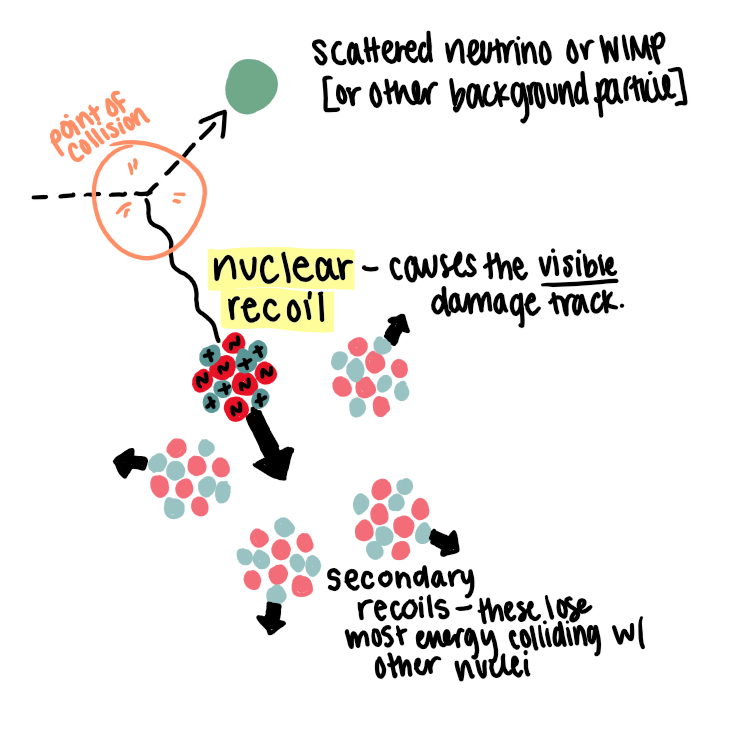 scattered neutrino or WIMP
[or other background particle]
point of
collision
nuclear – causes the visible
recoil damage track.
N
+ +
N +
N N N
+
+ N +
secondary
recoils – these lose
most energy colliding w/
other nuclei